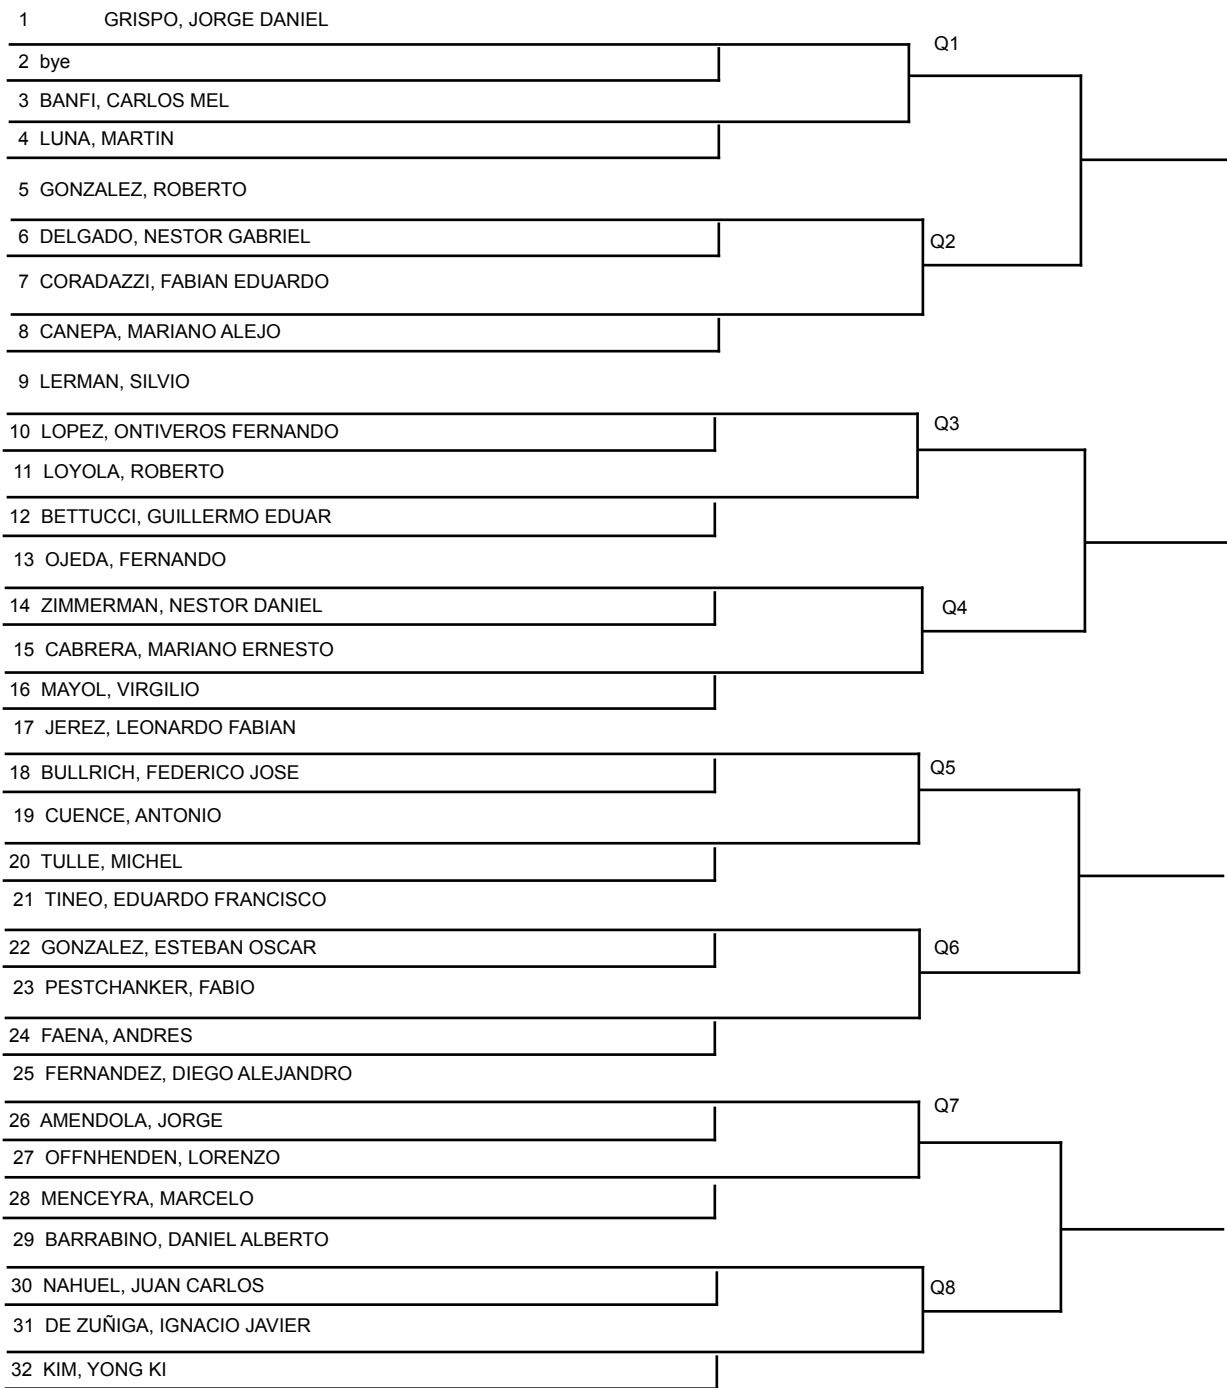 1 GRISPO, JORGE DANIEL
Q1
2 bye
3 BANFI, CARLOS MEL
4 LUNA, MARTIN
5 GONZALEZ, ROBERTO
6 DELGADO, NESTOR GABRIEL
Q2
7 CORADAZZI, FABIAN EDUARDO
8 CANEPA, MARIANO ALEJO
9 LERMAN, SILVIO
Q3
10 LOPEZ, ONTIVEROS FERNANDO
11 LOYOLA, ROBERTO
12 BETTUCCI, GUILLERMO EDUAR
13 OJEDA, FERNANDO
14 ZIMMERMAN, NESTOR DANIEL
Q4
15 CABRERA, MARIANO ERNESTO
16 MAYOL, VIRGILIO
17 JEREZ, LEONARDO FABIAN
Q5
18 BULLRICH, FEDERICO JOSE
19 CUENCE, ANTONIO
20 TULLE, MICHEL
21 TINEO, EDUARDO FRANCISCO
22 GONZALEZ, ESTEBAN OSCAR
Q6
23 PESTCHANKER, FABIO
24 FAENA, ANDRES
25 FERNANDEZ, DIEGO ALEJANDRO
Q7
26 AMENDOLA, JORGE
27 OFFNHENDEN, LORENZO
28 MENCEYRA, MARCELO
29 BARRABINO, DANIEL ALBERTO
30 NAHUEL, JUAN CARLOS
Q8
31 DE ZUÑIGA, IGNACIO JAVIER
32 KIM, YONG KI